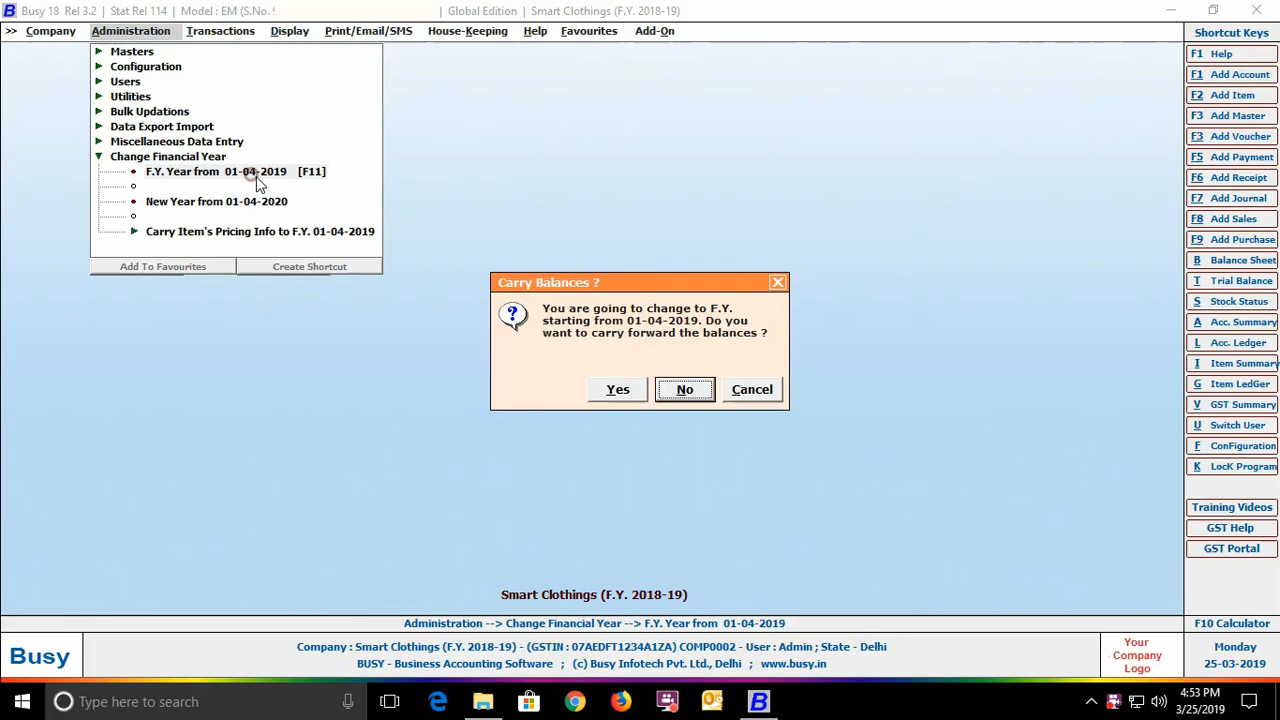 Busy 18 Rel 3.2 | Stat Rel 114 | Model : EM (S.No. | Global Edition | Smart Clothings (F.Y. 2018-19)
>> Company Administration Transactions Display Print/Email/SMS House-Keeping Help Favourites Add-On
Masters
Configuration
Users
Utilities
Bulk Updations
Data Export Import
Miscellaneous Data Entry
Change Financial Year
F.Y. Year from 01-04-2019 [F11]
New Year from 01-04-2020
Carry Item's Pricing Info to F.Y. 01-04-2019
Add To Favourites Create Shortcut
Carry Balances ?
You are going to change to F.Y.
starting from 01-04-2019. Do you
want to carry forward the balances ?
Yes No Cancel
Shortcut Keys
F1 Help
F1 Add Account
F2 Add Item
F3 Add Master
F3 Add Voucher
F5 Add Payment
F6 Add Receipt
F7 Add Journal
F8 Add Sales
F9 Add Purchase
B Balance Sheet
T Trial Balance
S Stock Status
A Acc. Summary
L Acc. Ledger
I Item Summary
G Item LedGer
V GST Summary
U Switch User
F ConFiguration
K LocK Program
Training Videos
GST Help
GST Portal
Smart Clothings (F.Y. 2018-19)
Administration --> Change Financial Year --> F.Y. Year from 01-04-2019
F10 Calculator
Busy
Company : Smart Clothings (F.Y. 2018-19) - (GSTIN : 07AEDFT1234A1ZA) COMP0002 - User : Admin ; State - Delhi
BUSY - Business Accounting Software ; (c) Busy Infotech Pvt. Ltd., Delhi ; www.busy.in
Your
Company
Logo
Monday
25-03-2019
Type here to search
4:53 PM
3/25/2019